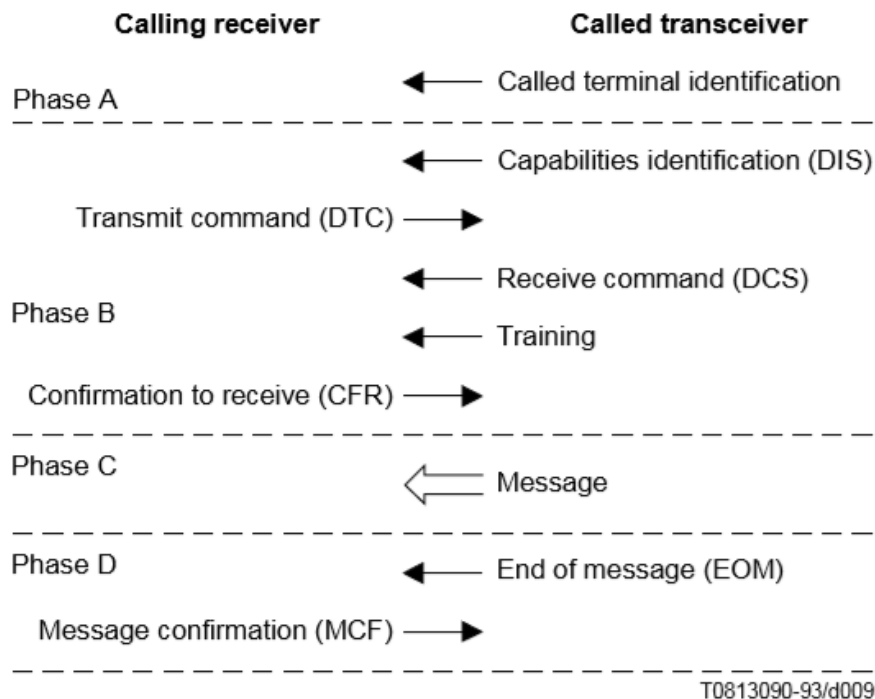 Calling receiver Called transceiver
Called terminal identification
Phase A
Capabilities identification (DIS)
Transmit command (DTC)
Receive command (DCS)
Phase B
Training
Confirmation to receive (CFR)
Phase C
Message
Phase D
End of message (EOM)
Message confirmation (MCF)
T0813090-93/d009